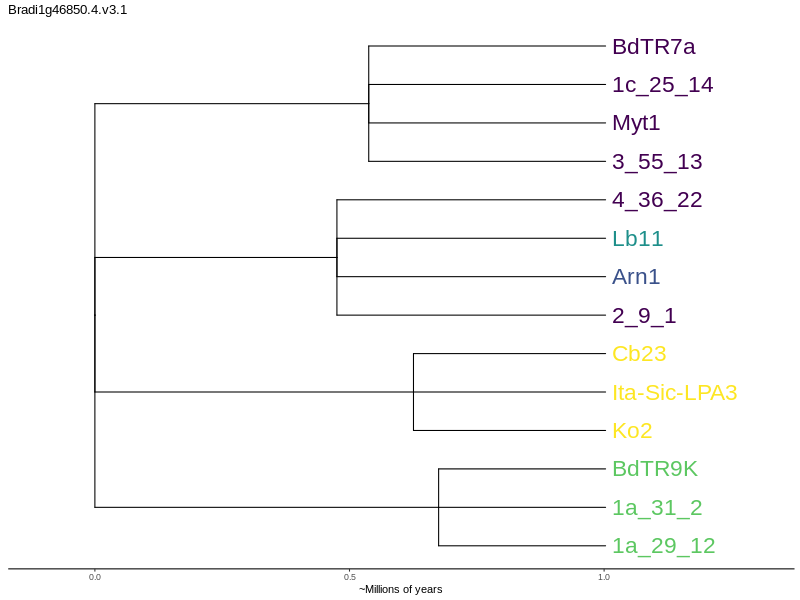 Bradi1g46850.4.v3.1
BdTR7a
1c_25_14
Myt1
3_55_13
4_36_22
Lb11
Arn1
2_9_1
Cb23
Ita-Sic-LPA3
Ko2
BdTR9K
1a_31_2
1a_29_12
0.0 0.5 1.0
~Millions of years